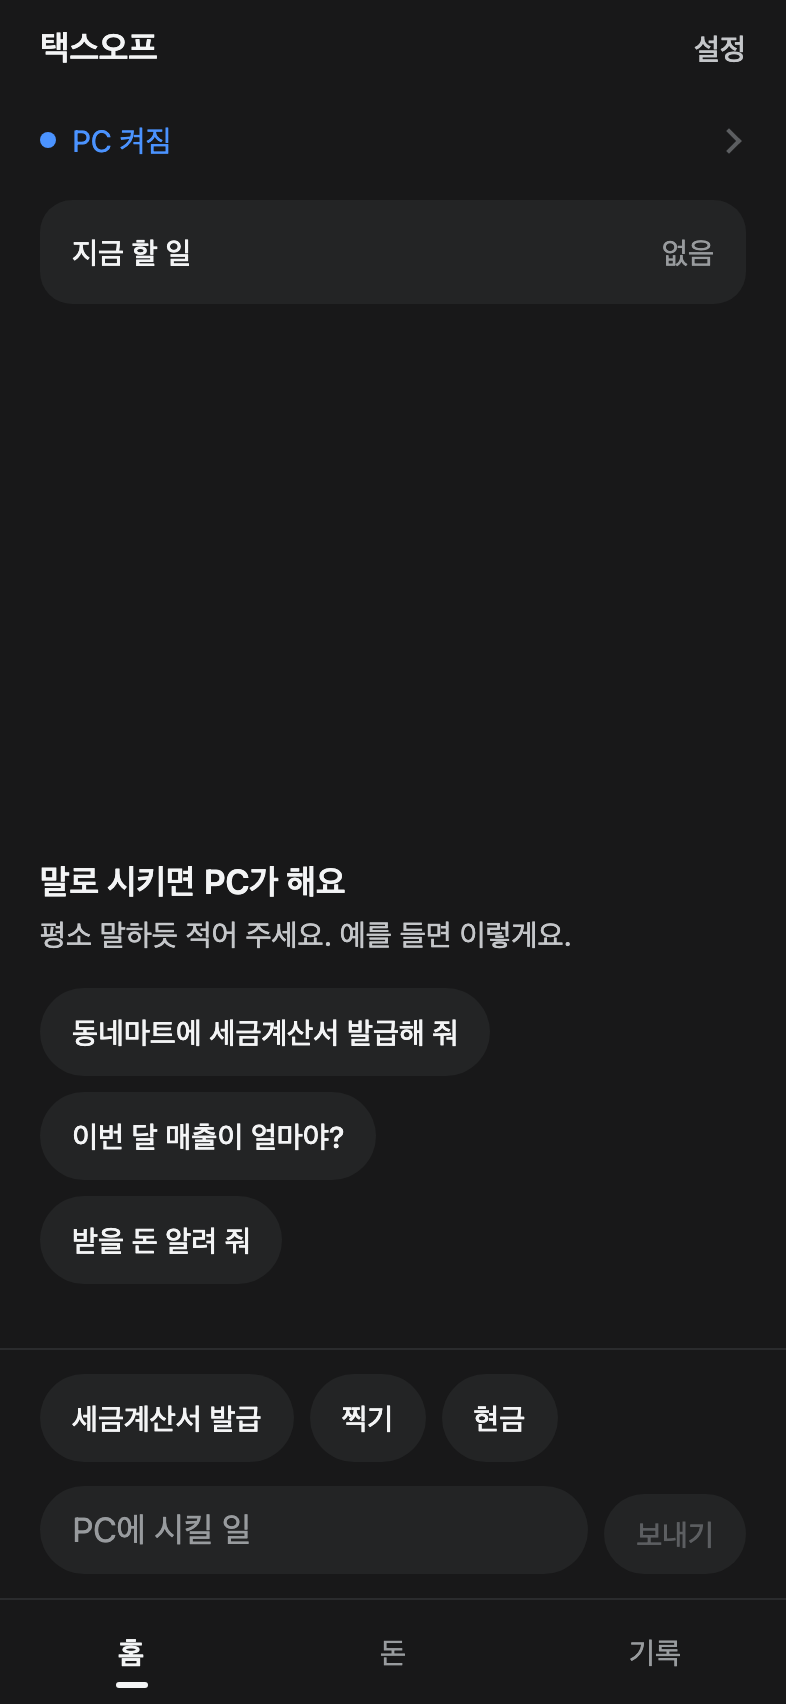 택스오프
설정
PC 켜짐
지금 할 일
없음
말로 시키면 PC가 해요
평소 말하듯 적어 주세요. 예를 들면 이렇게요.
동네마트에 세금계산서 발급해 줘
이번 달 매출이 얼마야?
받을 돈 알려 줘
세금계산서 발급
찍기
현금
PC에 시킬 일
보내기
홈
돈
기록